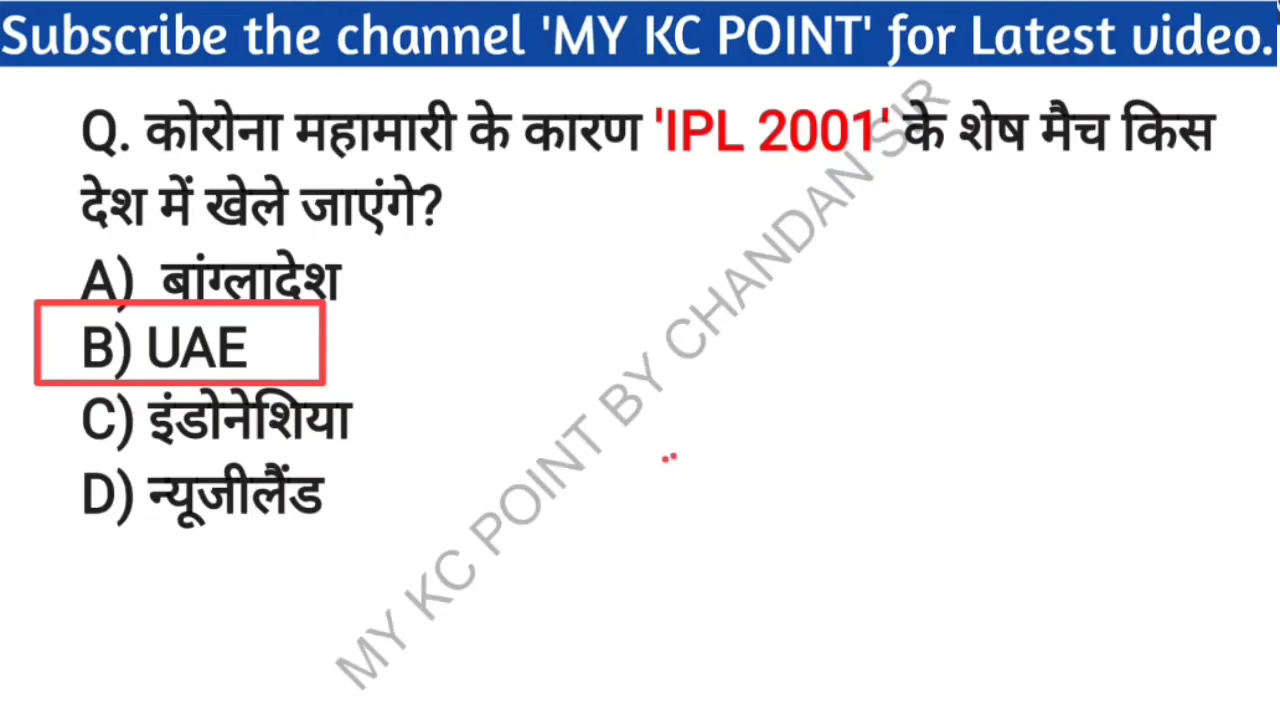 Subscribe the channel 'MY KC POINT' for Latest video.
Q. कोरोना महामारी के कारण 'IPL 2001' के शेष मैच किस
देश में खेले जाएंगे?
A) बांग्लादेश
B) UAE
C) इंडोनेशिया
D) न्यूजीलैंड
MY KC POINT BY CHANDAN SIR